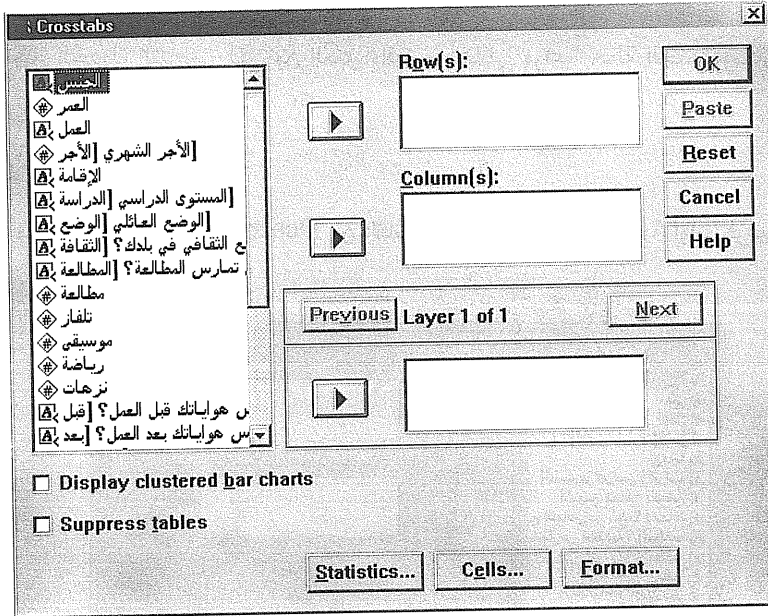 Crosstabs
الجنس
العمر
العمل
[الأجر الشهري [الأجر
الإقامة
[المستوى الدراسي [الدراسة
[الوضع العائلي [الوضع
ع الثقافي في بلدك؟ [الثقافة
تمارس المطالعة؟ [المطالعة
مطالعة
تلفاز
موسيقى
رياضة
نزهات
س هواياتك قبل العمل؟ [قبل
س هواياتك بعد العمل؟ [بعد
Row(s):
Column(s):
Previous Layer 1 of 1 Next
OK
Paste
Reset
Cancel
Help
Display clustered bar charts
Suppress tables
Statistics... Cells... Format...